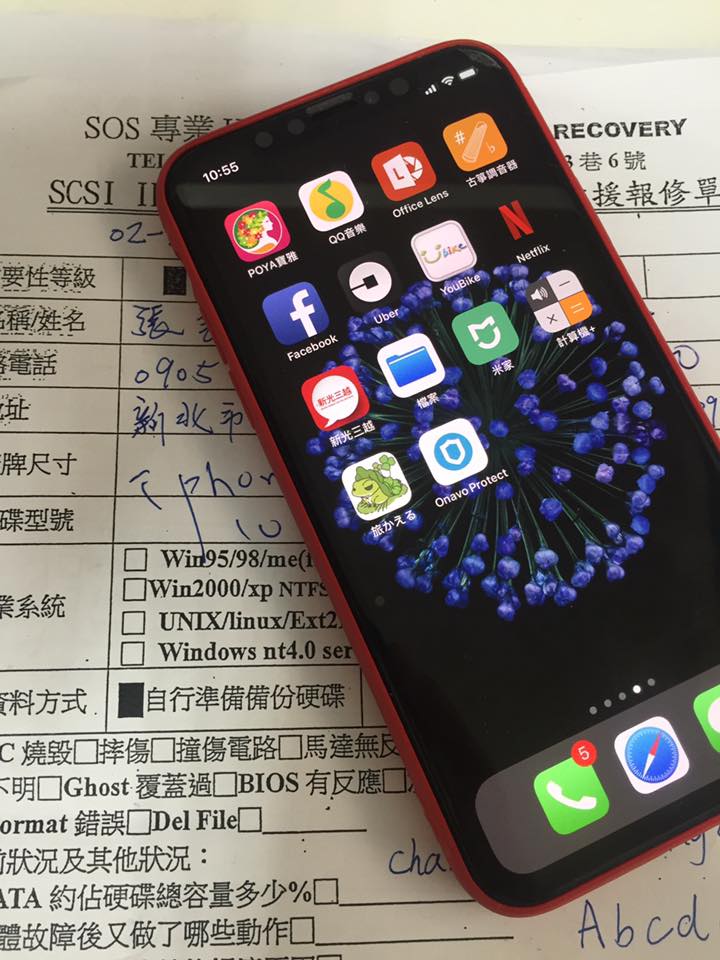 SOS 專業
RECOVERY
TEL
3 巷 6 號
SCSI
援報修單
02-
要性等級
名稱/姓名
張
電話
0905
址
新北市
牌尺寸
碟型號
10
業系統
Win95/98/me(
Win2000/xp NTFS
UNIX/linux/Ext2
Windows nt4.0 ser
資料方式
自行準備備份硬碟
C 燒毀□摔傷□撞傷電路□馬達無反
不明□Ghost 覆蓋過□BIOS 有反應□
ormat 錯誤□Del File□
前狀況及其他狀況：
cha
ATA 約佔硬碟總容量多少%□
Abcd
體故障後又做了哪些動作□
10:55
POYA寶雅
QQ音樂
Office Lens
古箏調音器
Facebook
Uber
YouBike
Netflix
新光三越
新光三越
檔案
米家
計算機+
旅かえる
Onavo Protect
5